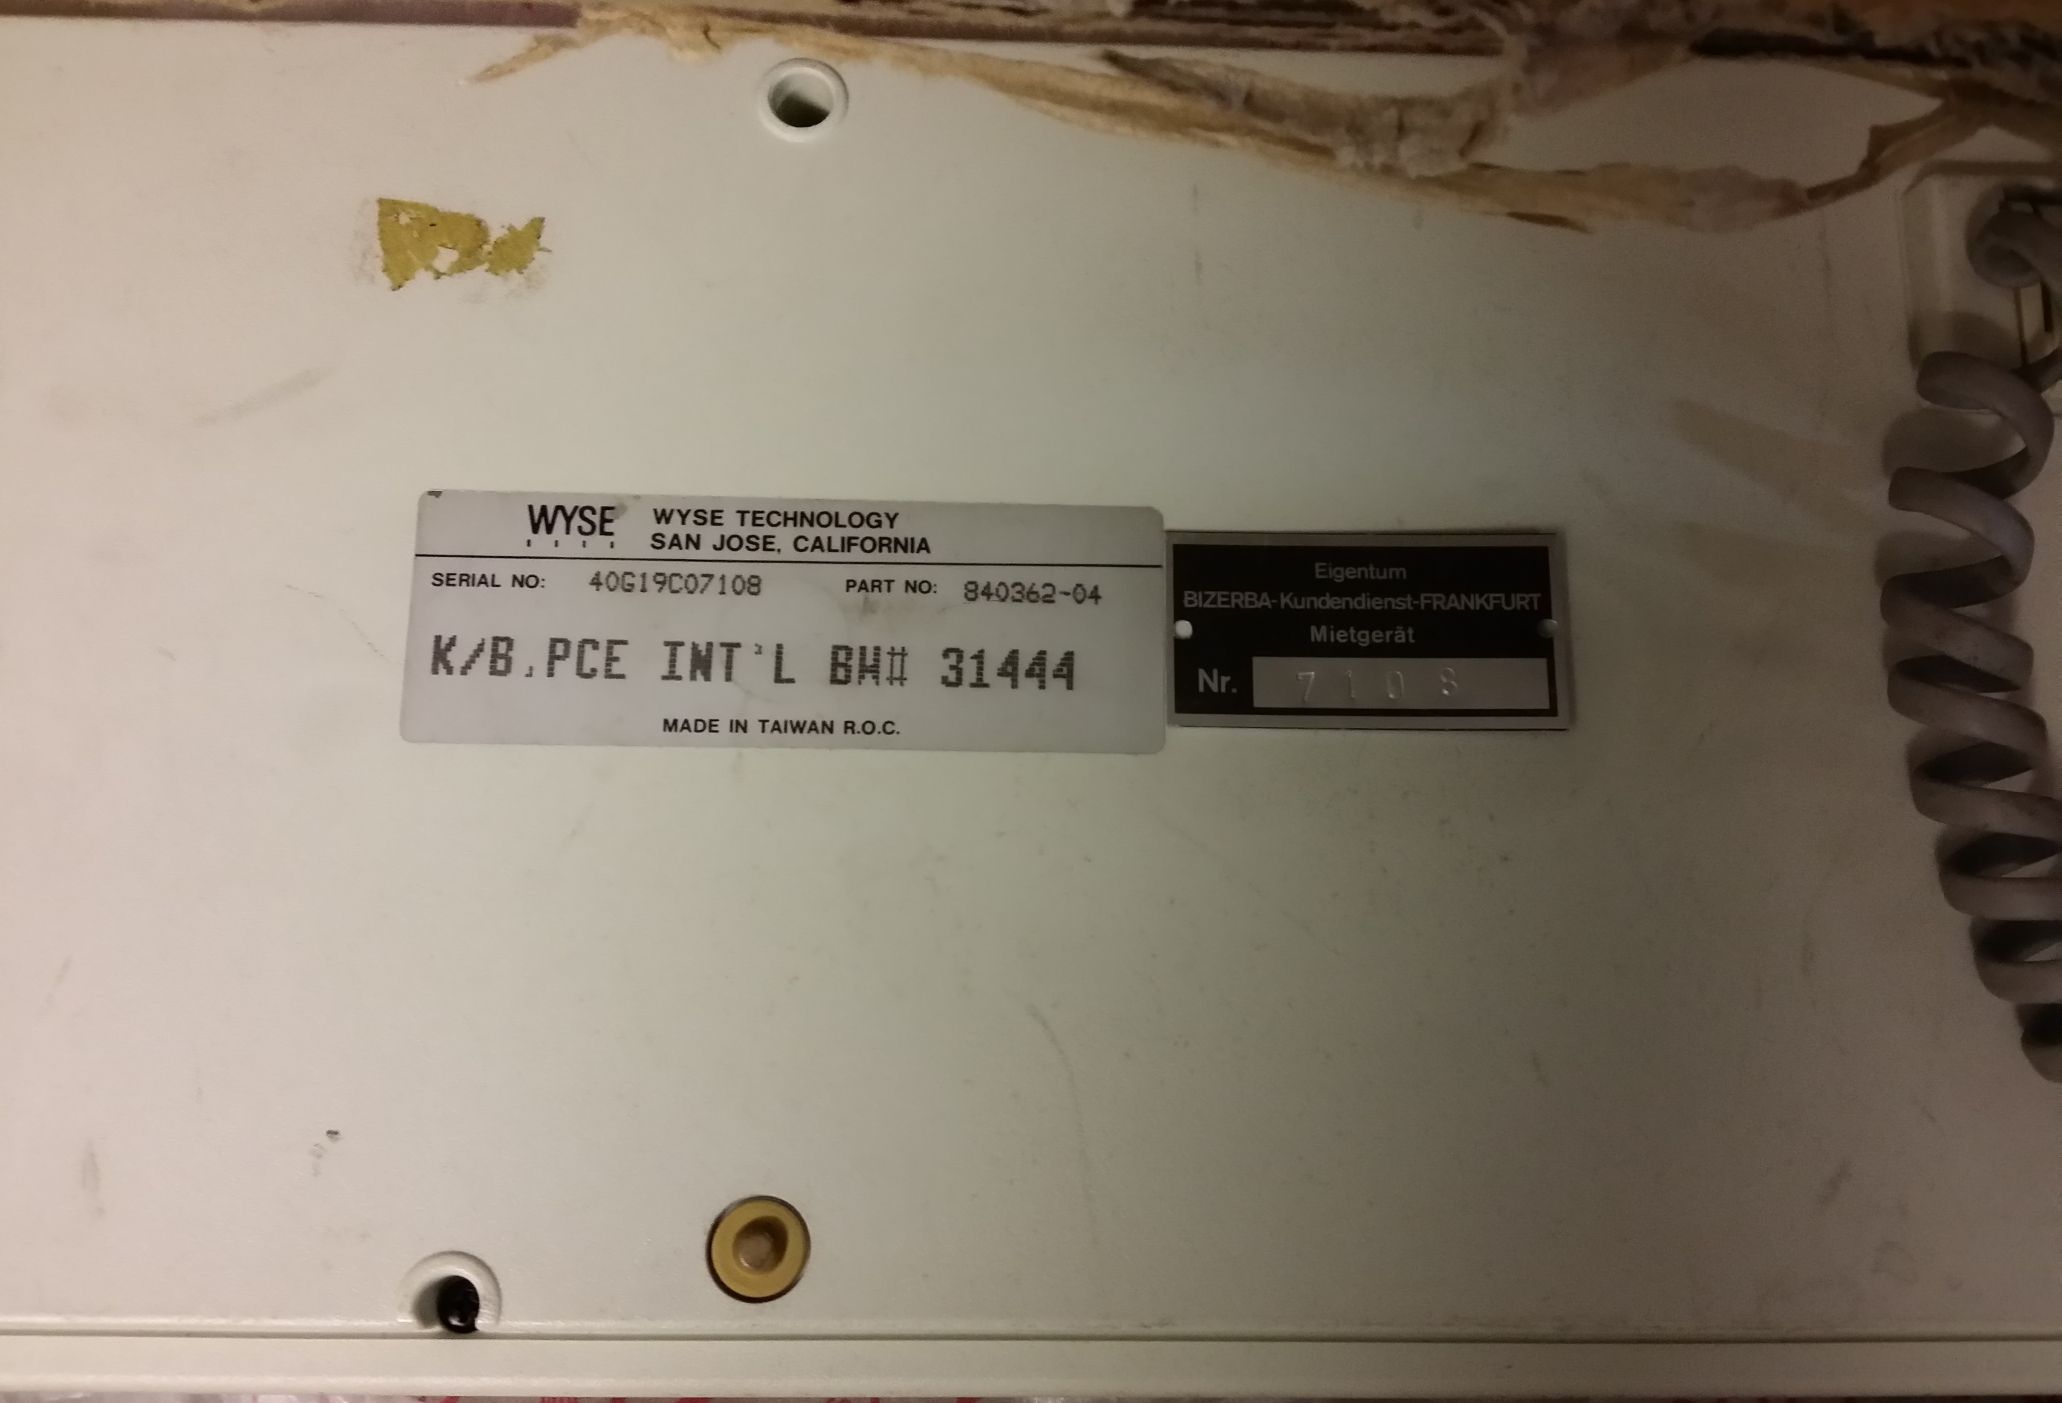 WYSE WYSE TECHNOLOGY
SAN JOSE, CALIFORNIA
SERIAL NO: 40G19C07108 PART NO: 840362-04
K/B,PCE INT'L BW# 31444
MADE IN TAIWAN R.O.C.
Eigentum
BIZERBA-Kundendienst-FRANKFURT
Mietgerät
Nr. 7108